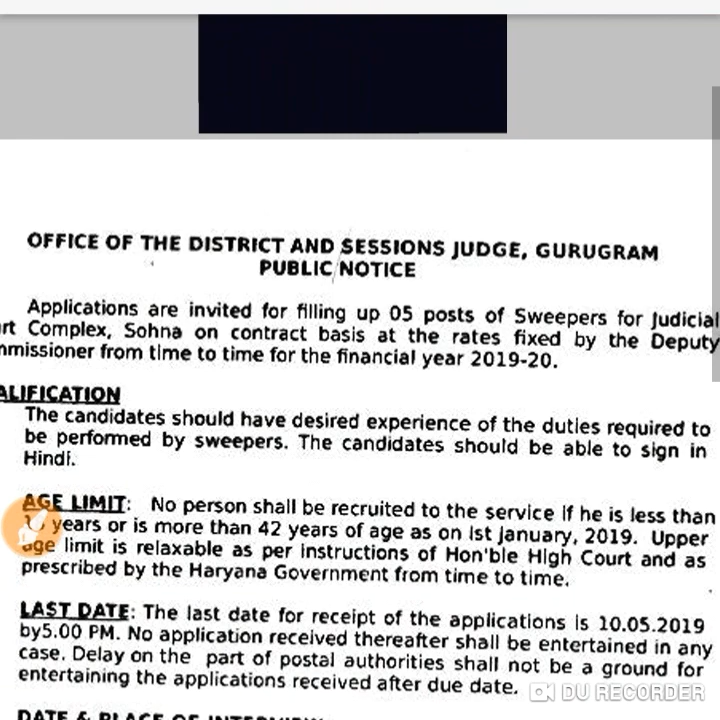 OFFICE OF THE DISTRICT AND SESSIONS JUDGE, GURUGRAM
PUBLIC NOTICE
Applications are invited for filling up 05 posts of Sweepers for Judicial
rt Complex, Sohna on contract basis at the rates fixed by the Deputy
mmissioner from time to time for the financial year 2019-20.
ALIFICATION
The candidates should have desired experience of the duties required to
be performed by sweepers. The candidates should be able to sign in
Hindi.
AGE LIMIT: No person shall be recruited to the service if he is less than
years or is more than 42 years of age as on Ist January, 2019. Upper
age limit is relaxable as per instructions of Hon'ble High Court and as
prescribed by the Haryana Government from time to time.
LAST DATE: The last date for receipt of the applications is 10.05.2019
by5.00 PM. No application received thereafter shall be entertained in any
case. Delay on the part of postal authorities shall not be a ground for
entertaining the applications received after due date.
DU RECORDER
DATE & PLACE OF INTERVIEW